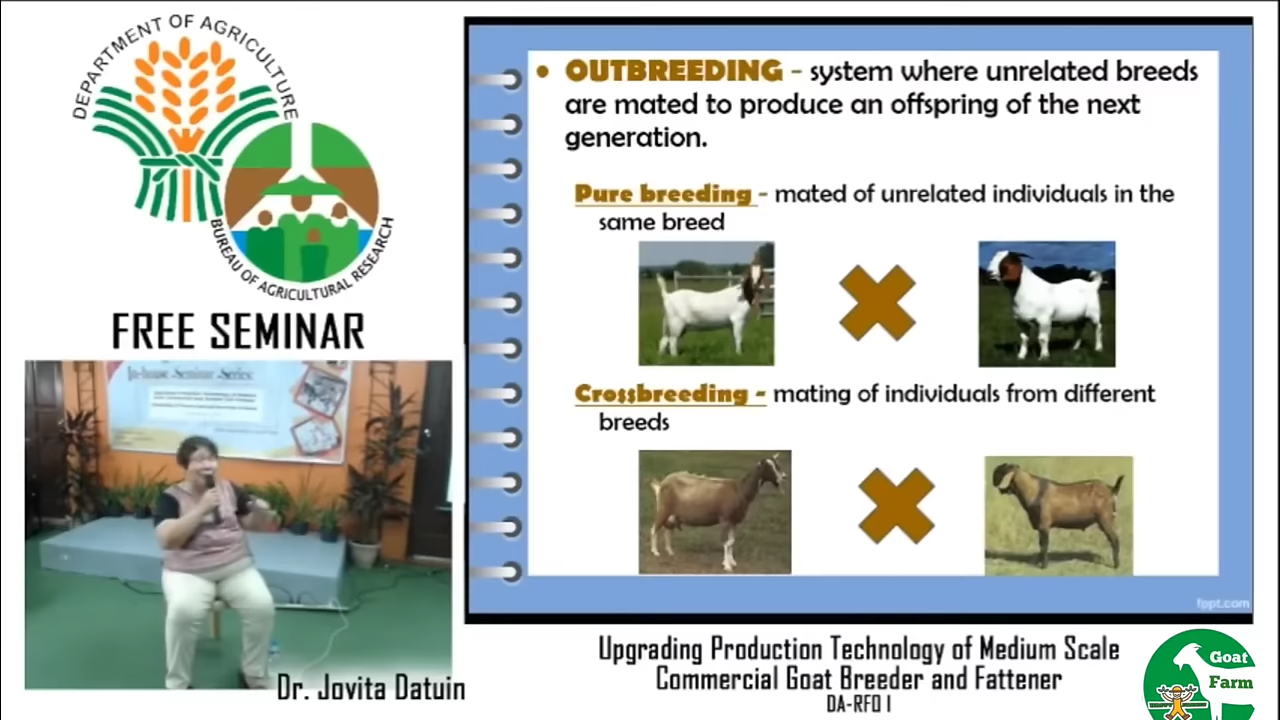 DEPARTMENT OF AGRICULTURE
BUREAU OF AGRICULTURAL RESEARCH
FREE SEMINAR
In-house Seminar Series:
Dr. Jovita Datuin
• OUTBREEDING - system where unrelated breeds
are mated to produce an offspring of the next
generation.
Pure breeding - mated of unrelated individuals in the
same breed
Crossbreeding - mating of individuals from different
breeds
fppt.com
Upgrading Production Technology of Medium Scale
Commercial Goat Breeder and Fattener
DA-RFO I
Goat
Farm